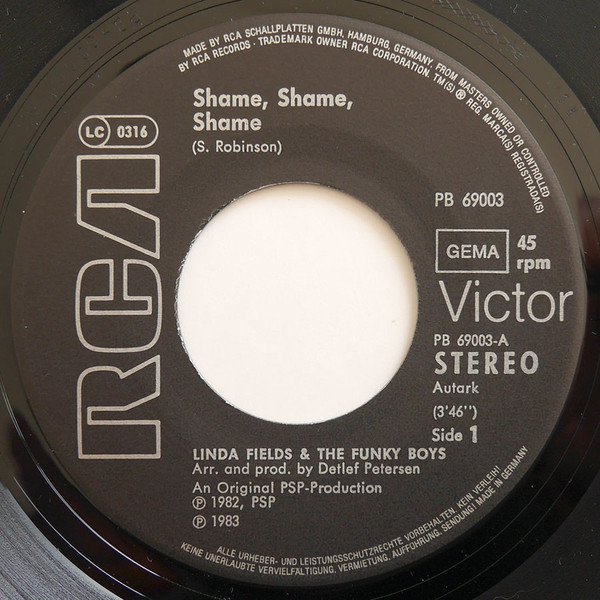 MADE BY RCA SCHALLPLATTEN GMBH, HAMBURG, GERMANY, FROM MASTERS OWNED OR CONTROLLED
BY RCA RECORDS · TRADEMARK OWNER RCA CORPORATION. TM(S) ® REG. MARCA(S) REGISTRADA(S)
Shame, Shame,
Shame
(S. Robinson)
LC 0316
RCA
PB 69003
GEMA
45
rpm
Victor
PB 69003-A
STEREO
Autark
(3'46")
Side 1
LINDA FIELDS & THE FUNKY BOYS
Arr. and prod. by Detlef Petersen
An Original PSP-Production
℗ 1982, PSP
℗ 1983
ALLE URHEBER- UND LEISTUNGSSCHUTZRECHTE VORBEHALTEN. KEIN VERLEIH!
KEINE UNERLAUBTE VERVIELFÄLTIGUNG, VERMIETUNG, AUFFÜHRUNG, SENDUNG! MADE IN GERMANY